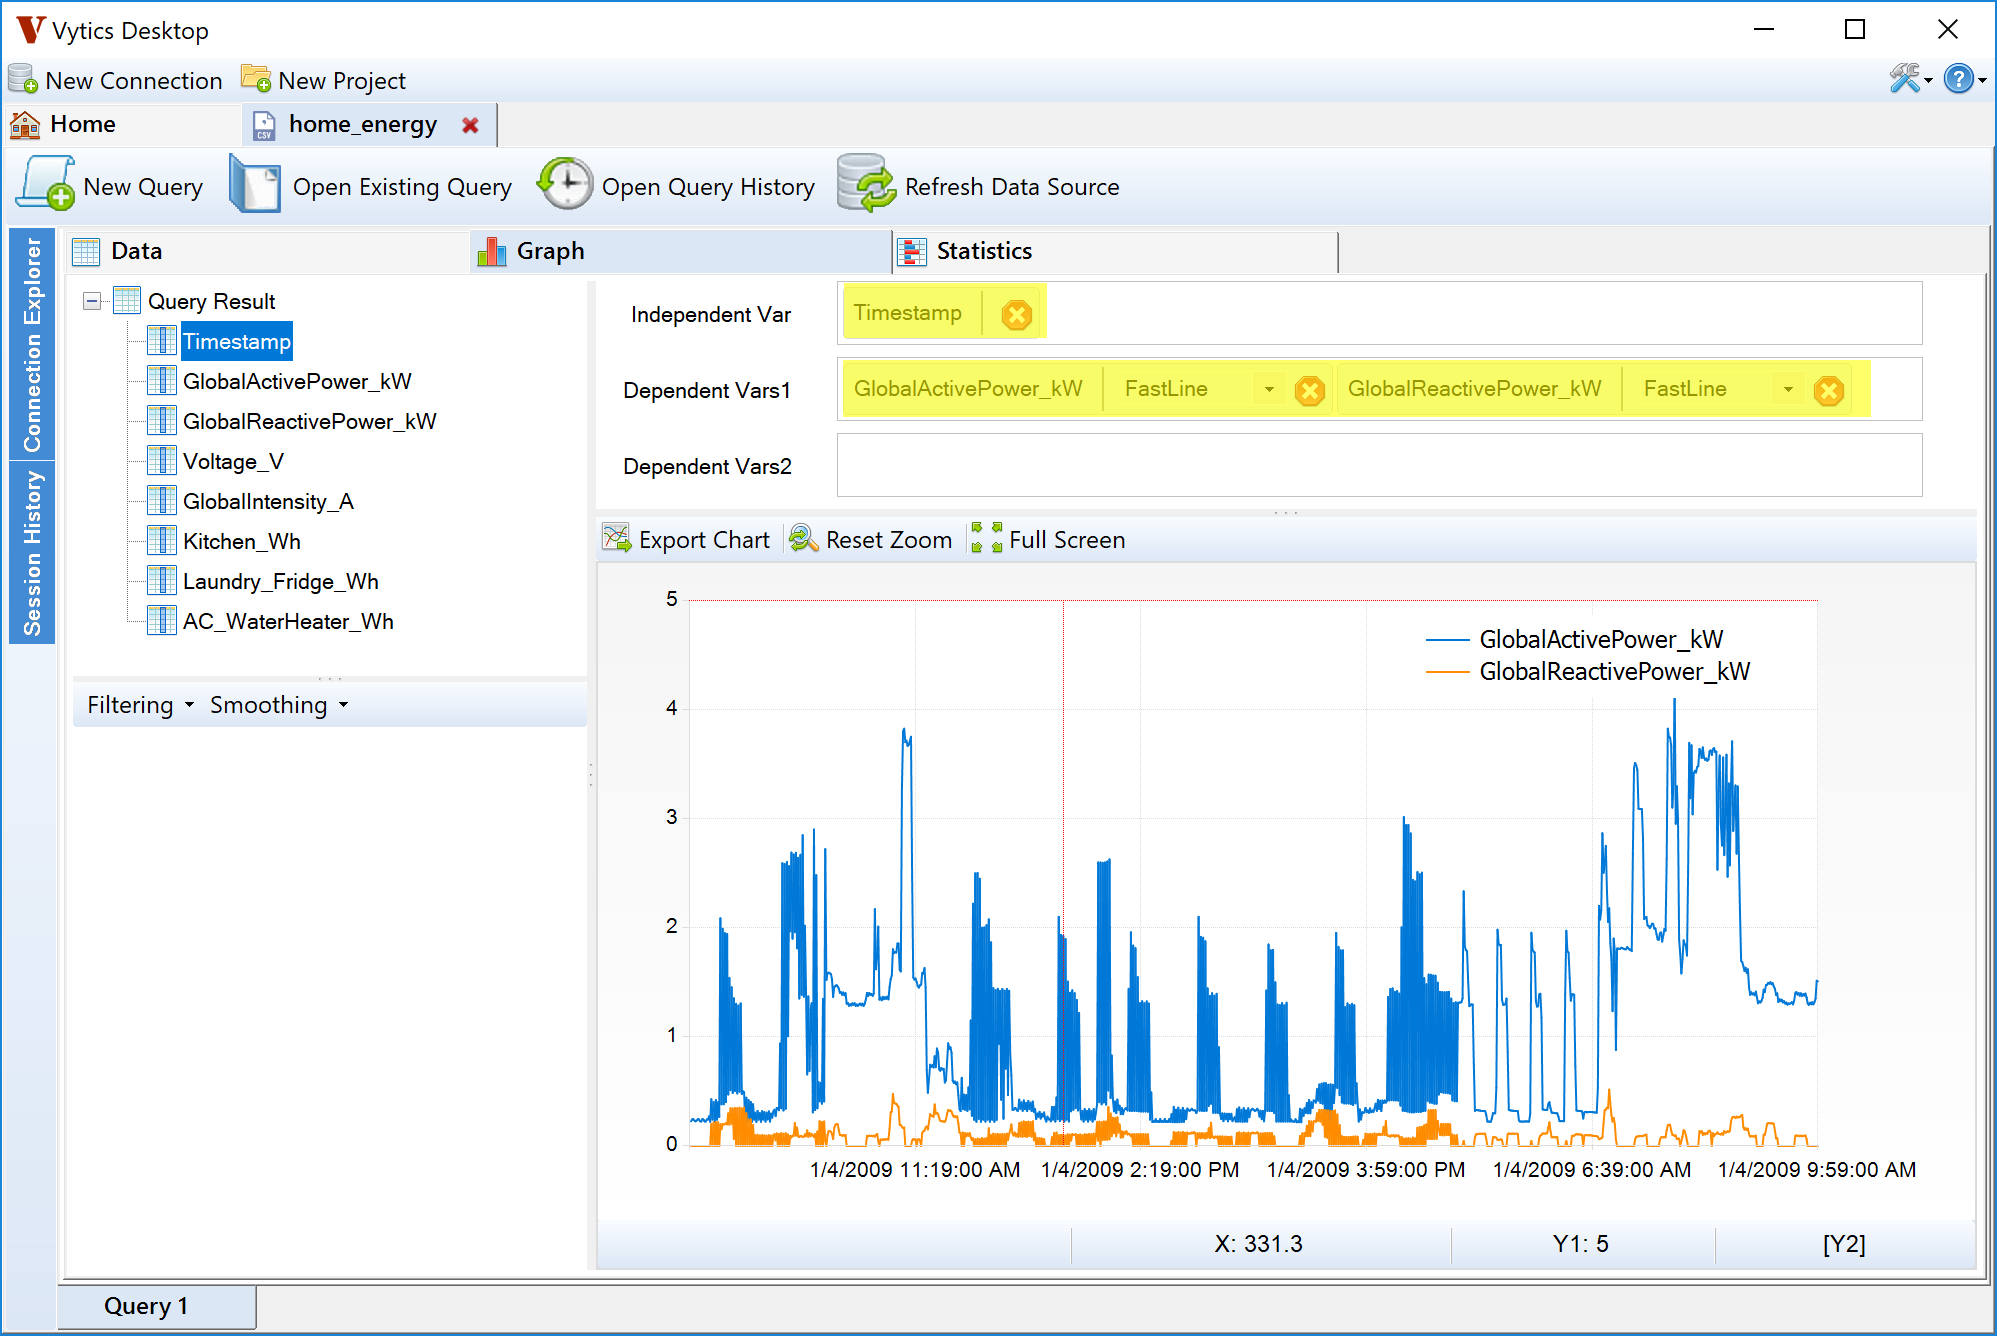 Vytics Desktop
New Connection New Project
Home home_energy
New Query Open Existing Query Open Query History Refresh Data Source
Connection Explorer
Session History
Data Graph Statistics
Query Result
Timestamp
GlobalActivePower_kW
GlobalReactivePower_kW
Voltage_V
GlobalIntensity_A
Kitchen_Wh
Laundry_Fridge_Wh
AC_WaterHeater_Wh
Filtering Smoothing
Independent Var Timestamp
Dependent Vars1 GlobalActivePower_kW FastLine GlobalReactivePower_kW FastLine
Dependent Vars2
Export Chart Reset Zoom Full Screen
GlobalActivePower_kW
GlobalReactivePower_kW
5
4
3
2
1
0
1/4/2009 11:19:00 AM 1/4/2009 2:19:00 PM 1/4/2009 3:59:00 PM 1/4/2009 6:39:00 AM 1/4/2009 9:59:00 AM
X: 331.3 Y1: 5 [Y2]
Query 1